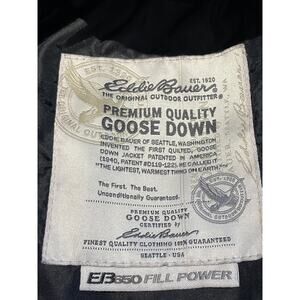 EST. 1920
Eddie Bauer
THE ORIGINAL OUTDOOR OUTFITTER®
PREMIUM QUALITY
GOOSE DOWN
EDDIE BAUER OF SEATTLE, WASHINGTON
INVENTED THE FIRST QUILTED, GOOSE
DOWN JACKET PATENTED IN AMERICA
(1940, PATENT #D119-122). HE CALLED IT
"THE LIGHTEST, WARMEST THING ON EARTH."
The First. The Best.
Unconditionally Guaranteed.
PREMIUM QUALITY
GOOSE DOWN
CERTIFIED BY
Eddie Bauer
FINEST QUALITY CLOTHING 100% GUARANTEED
SEATTLE · USA
EB650 FILL POWER